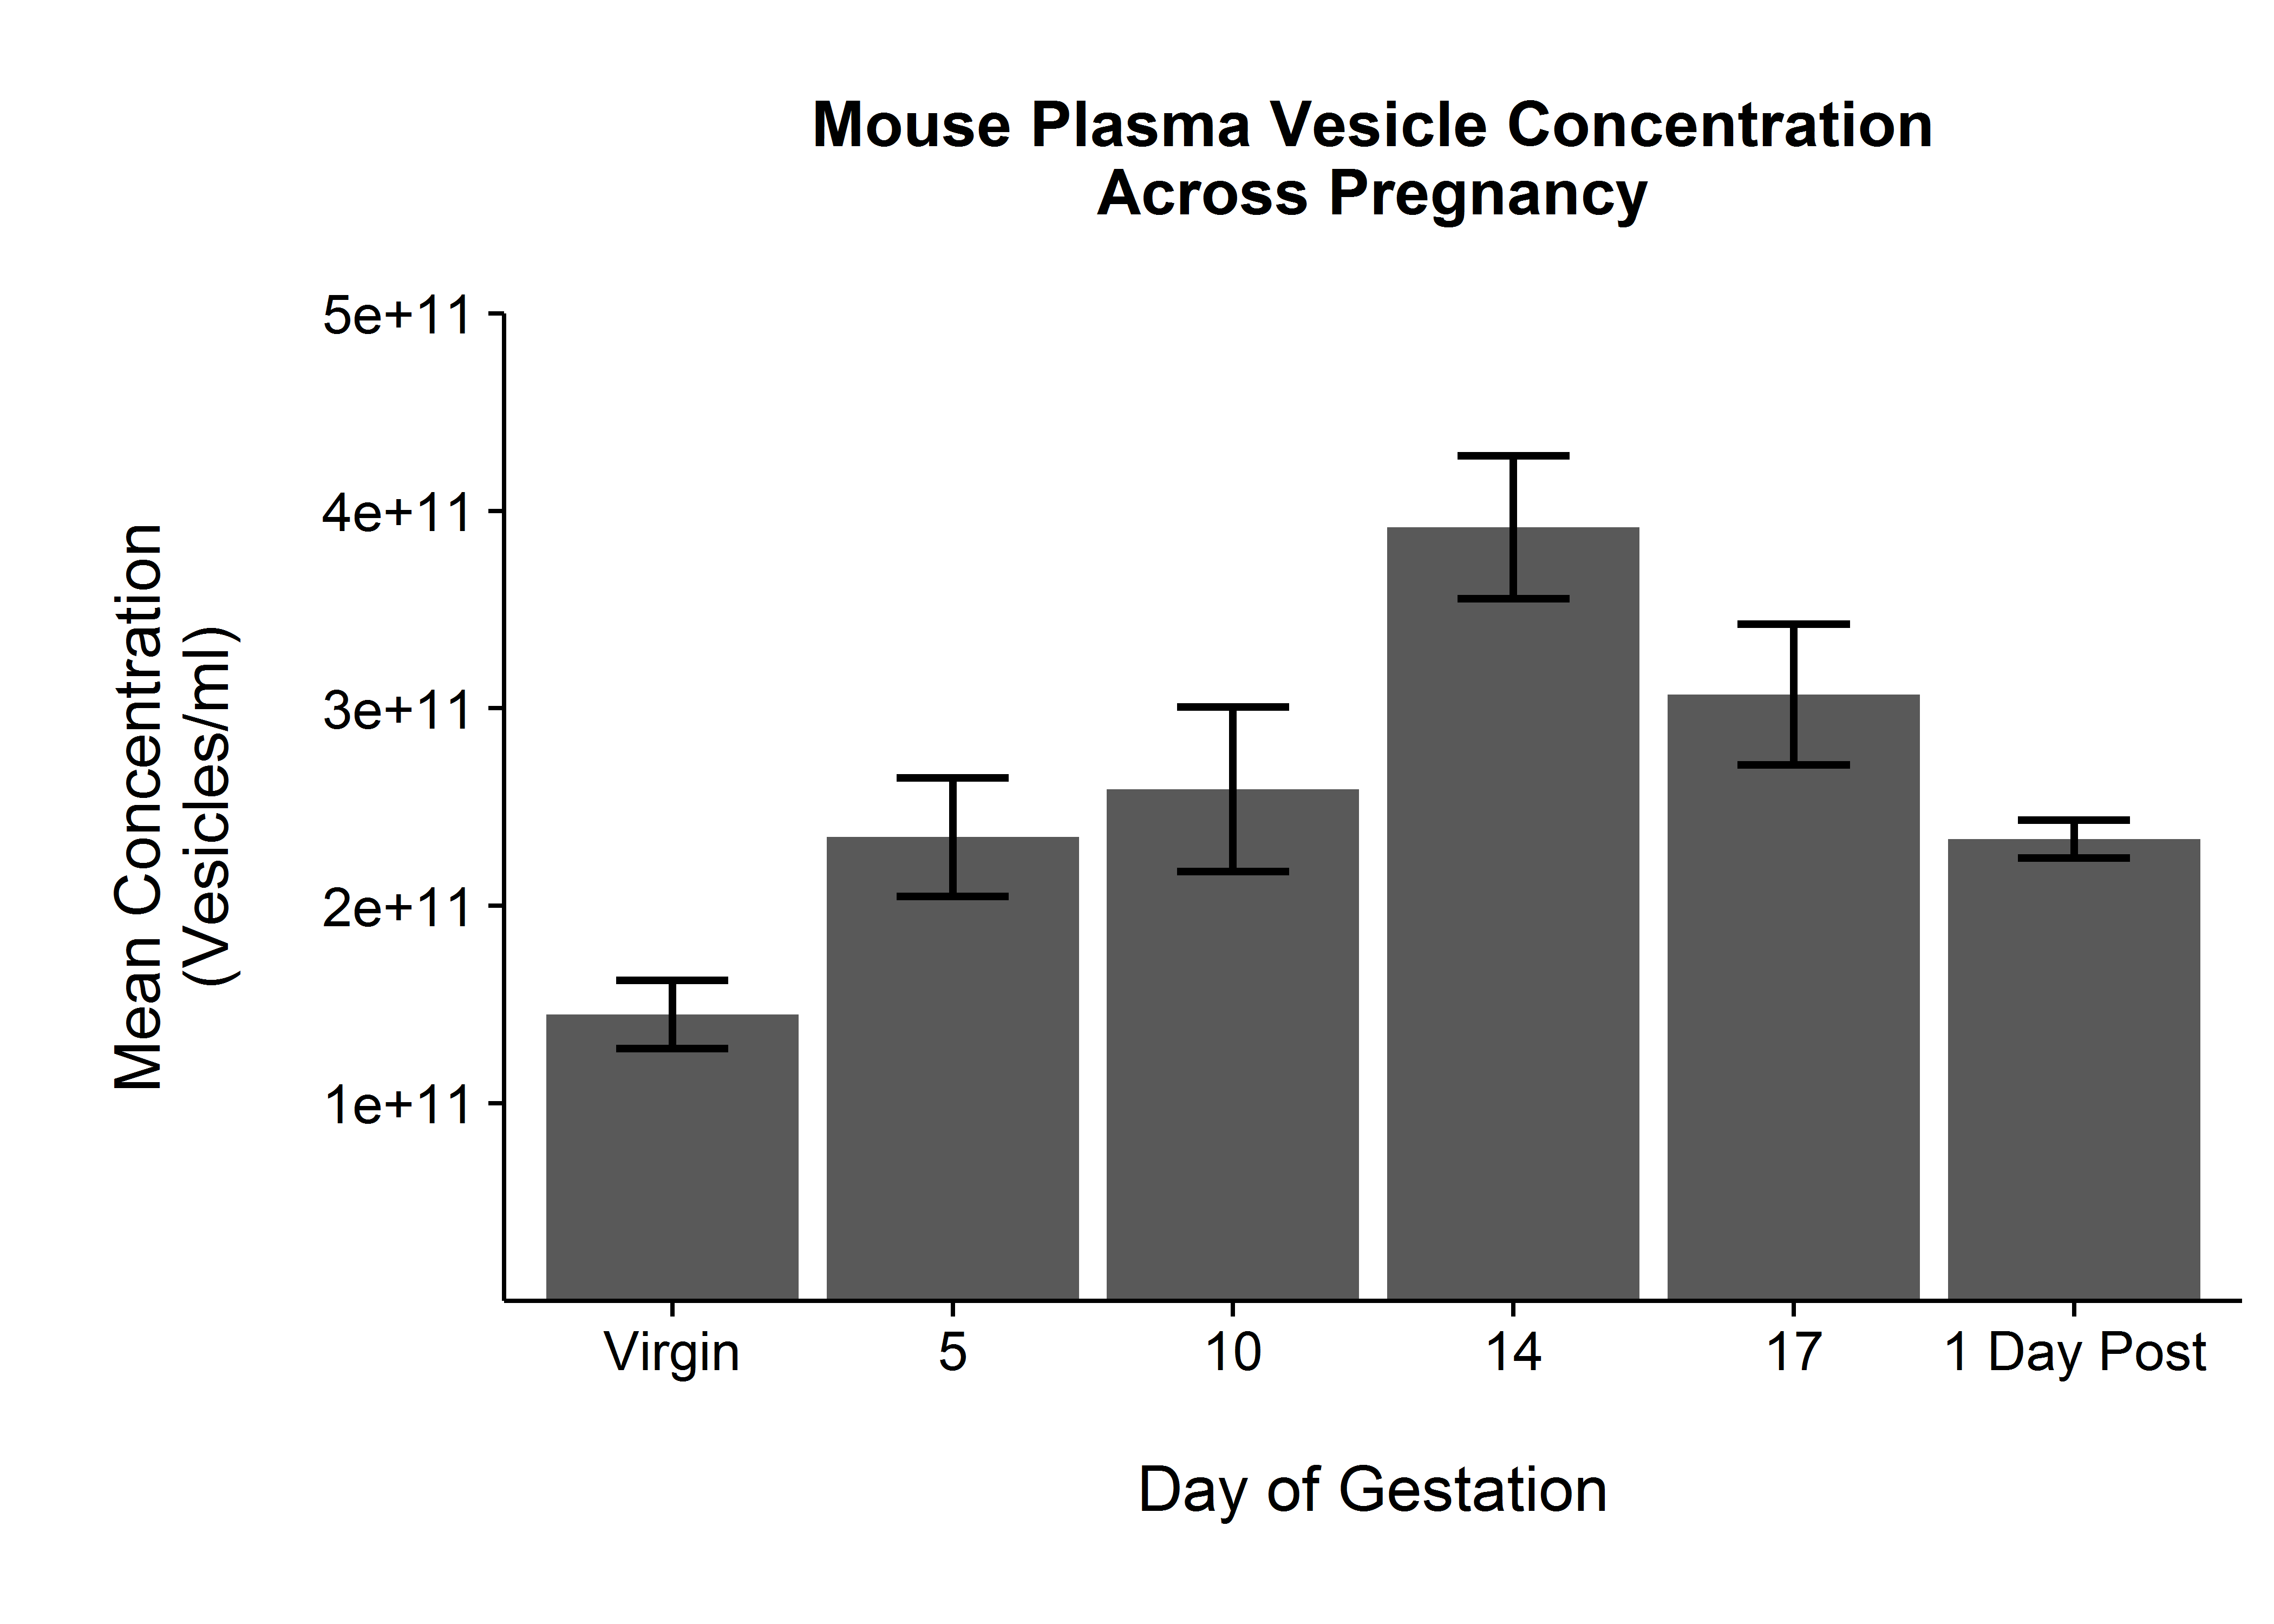 Mouse Plasma Vesicle Concentration
Across Pregnancy
Mean Concentration
(Vesicles/ml)
5e+11
4e+11
3e+11
2e+11
1e+11
Virgin
5
10
14
17
1 Day Post
Day of Gestation